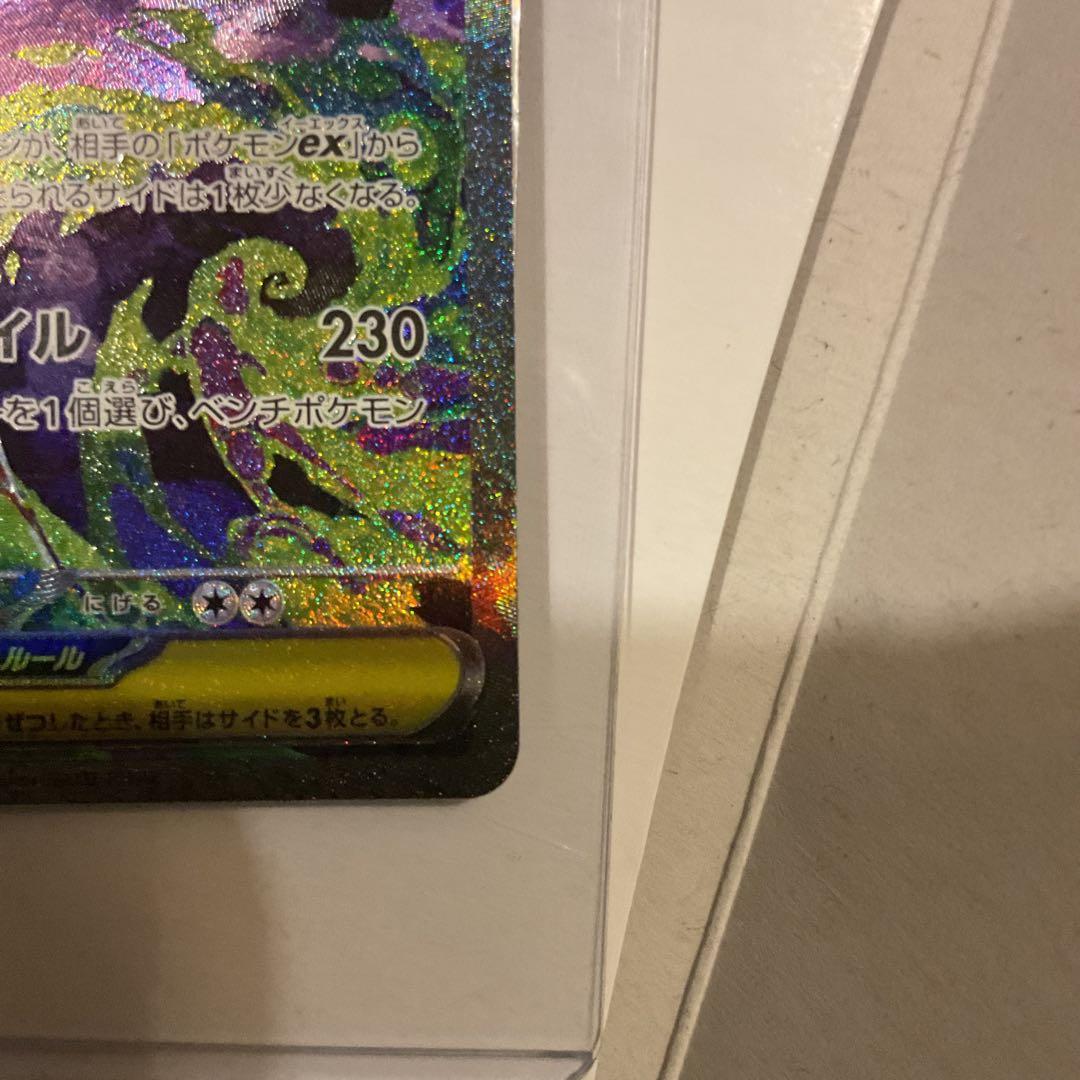 ンが、相手の「ポケモンex」から
られるサイドは1枚少なくなる。
イル 230
を1個選び、ベンチポケモン
にげる
ルール
ぜつしたとき、相手はサイドを3枚とる。